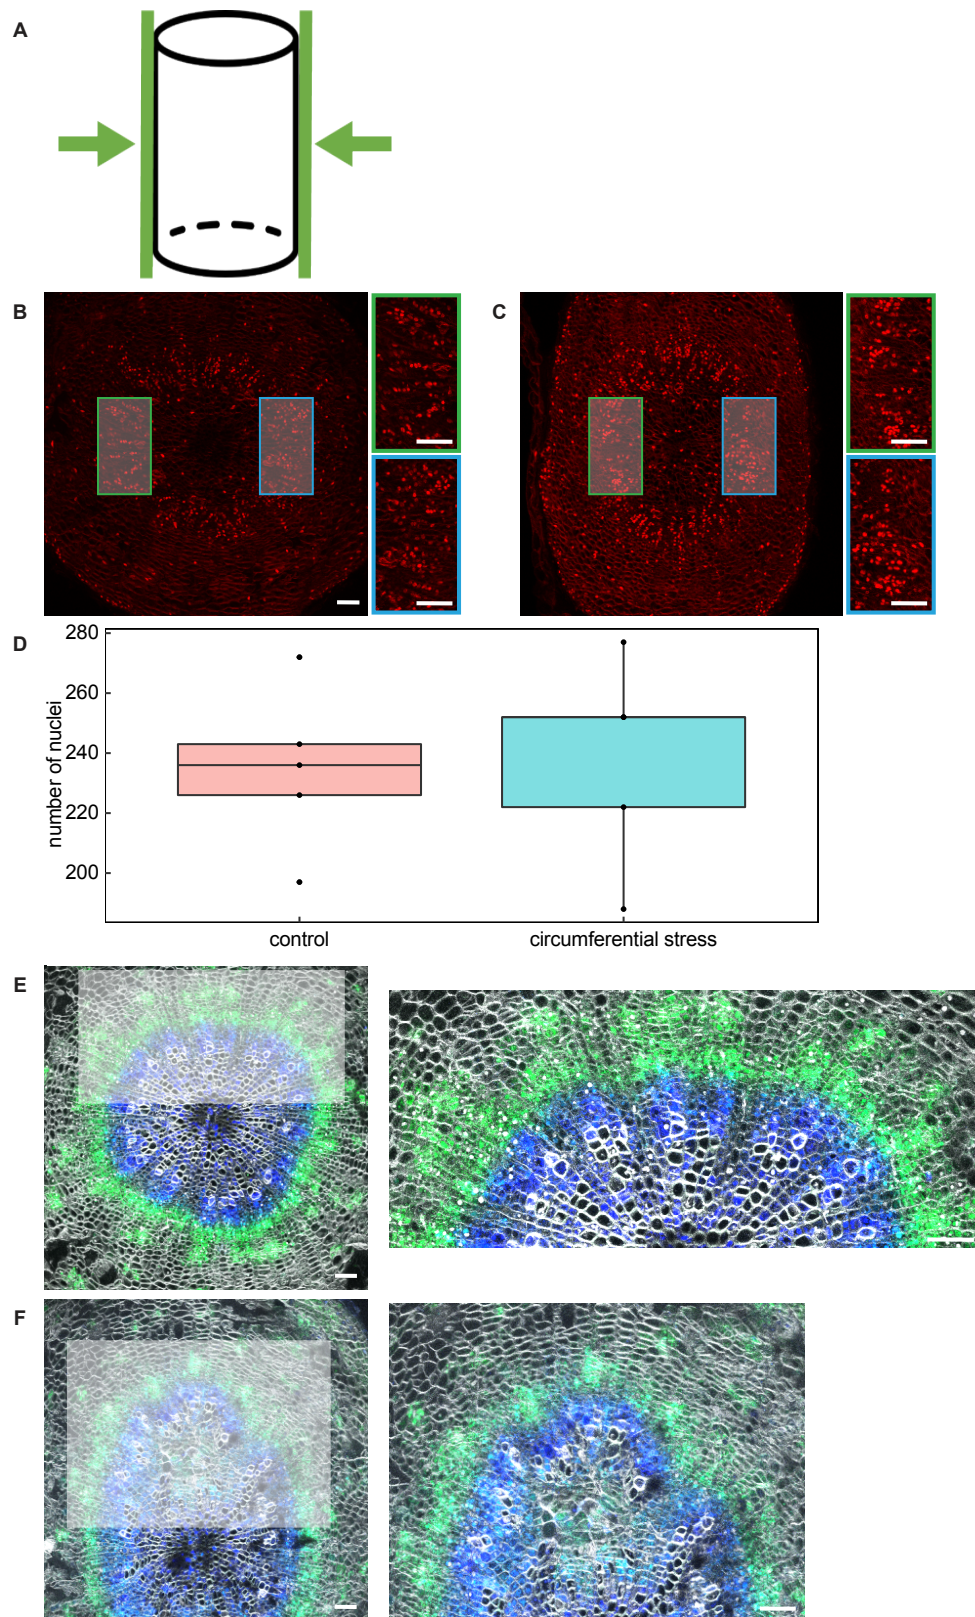 A
B
C
D
280
260
240
220
200
number of nuclei
control
circumferential stress
E
F